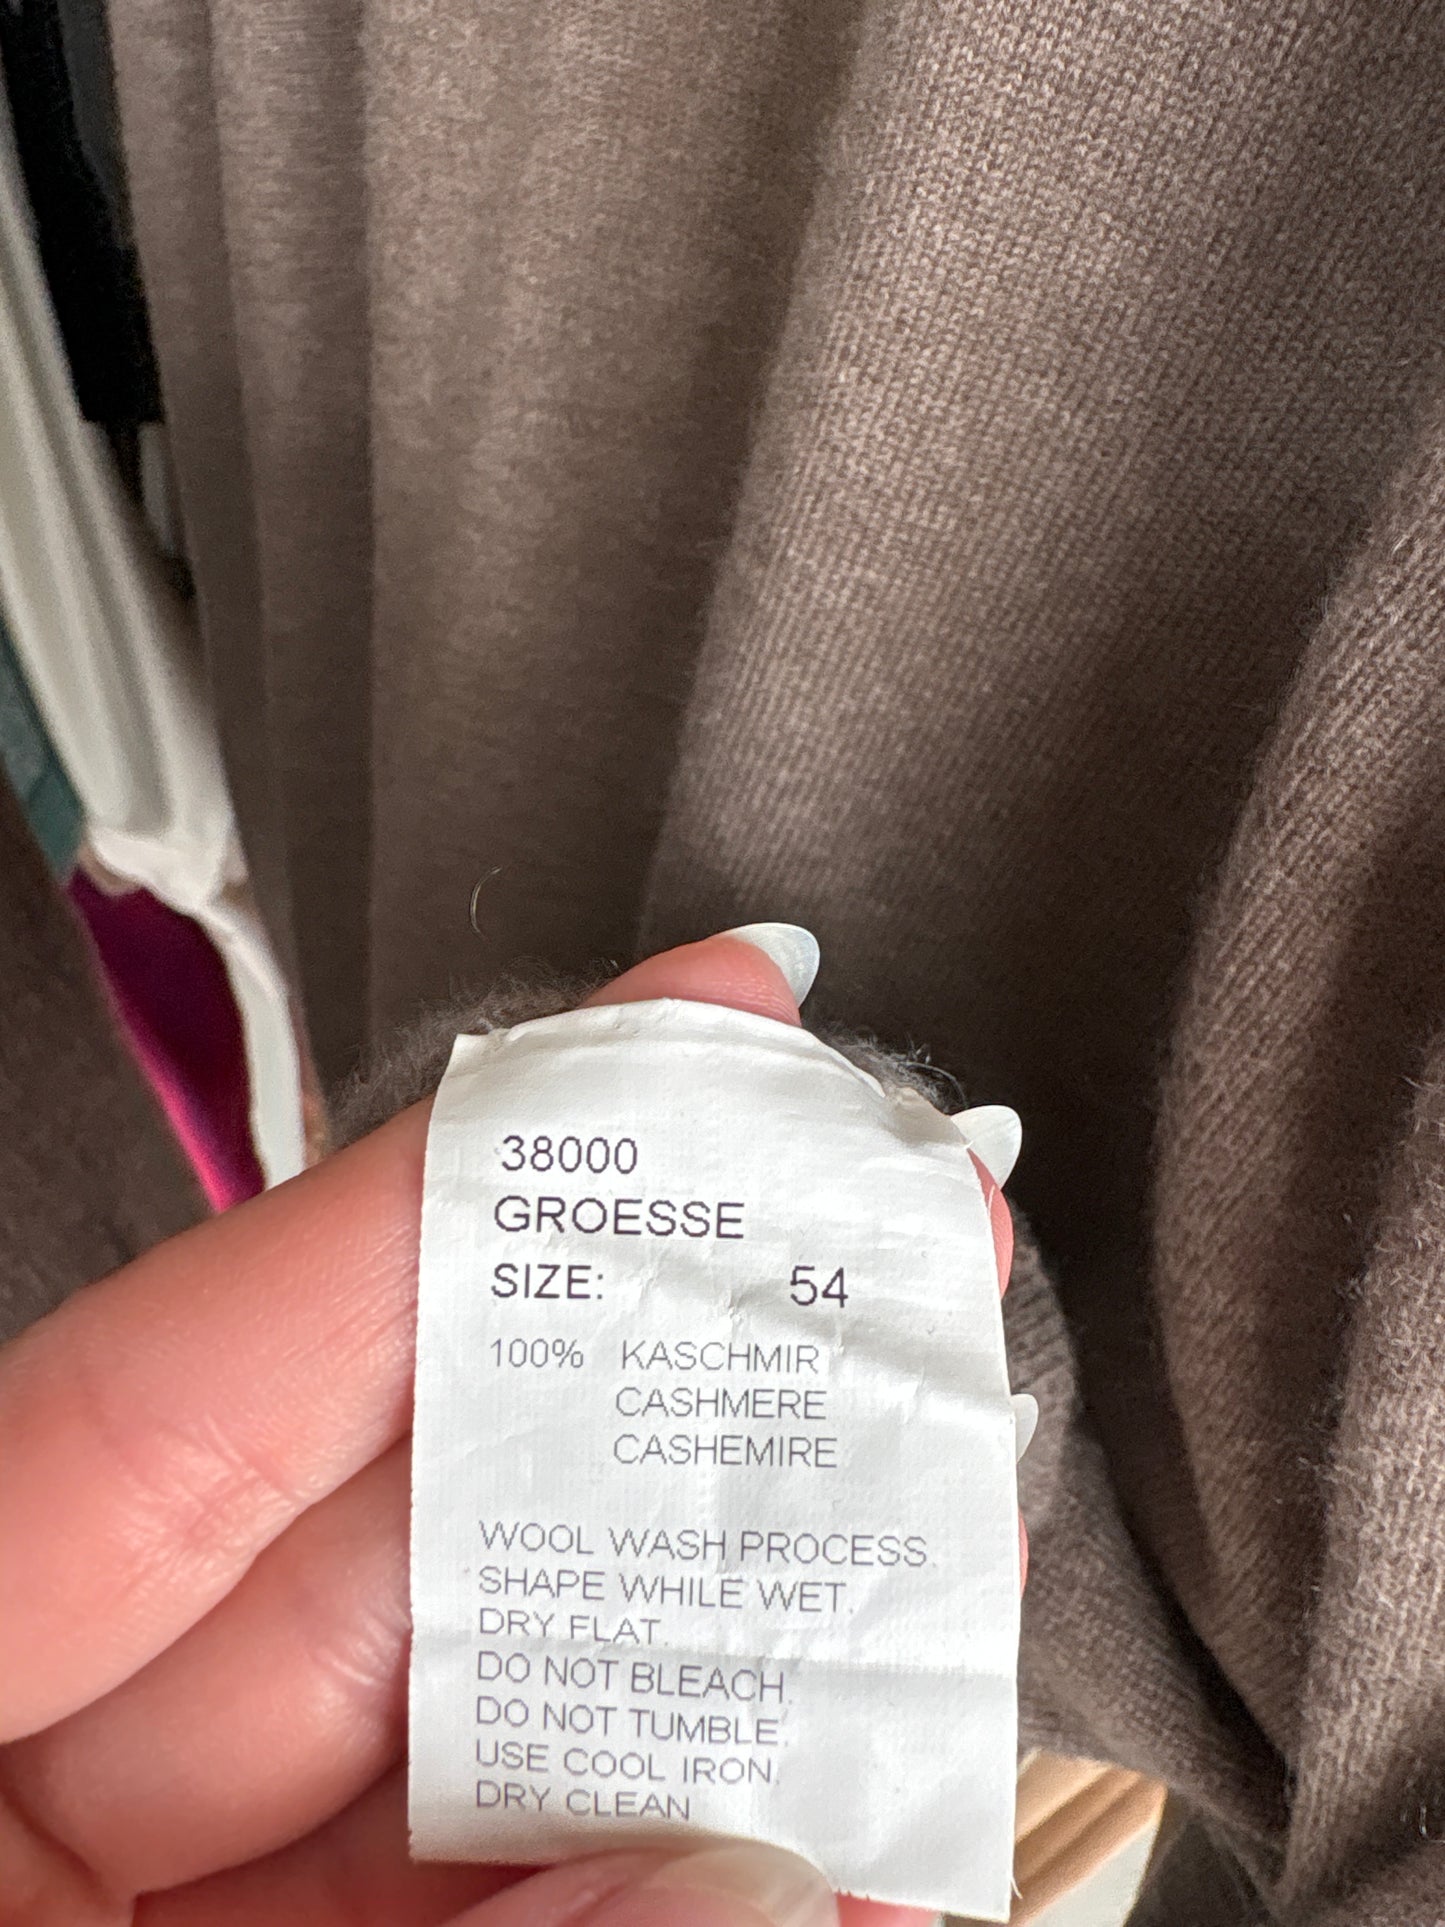 38000
GROESSE
SIZE: 54
100% KASCHMIR
CASHMERE
CASHEMIRE
WOOL WASH PROCESS.
SHAPE WHILE WET.
DRY FLAT.
DO NOT BLEACH.
DO NOT TUMBLE.
USE COOL IRON.
DRY CLEAN